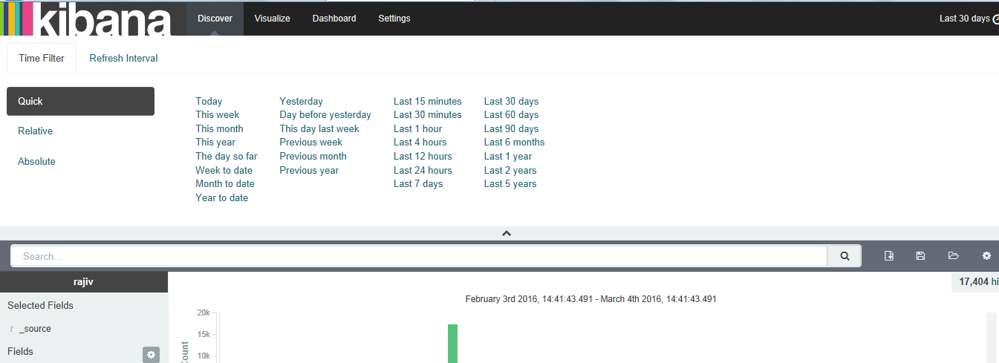 kibana Discover Visualize Dashboard Settings Last 30 days
Time Filter Refresh Interval
Quick
Relative
Absolute
Today Yesterday Last 15 minutes Last 30 days
This week Day before yesterday Last 30 minutes Last 60 days
This month This day last week Last 1 hour Last 90 days
This year Previous week Last 4 hours Last 6 months
The day so far Previous month Last 12 hours Last 1 year
Week to date Previous year Last 24 hours Last 2 years
Month to date Last 7 days Last 5 years
Year to date
Search...
rajiv
17,404 hi
Selected Fields
t _source
Fields
February 3rd 2016, 14:41:43.491 - March 4th 2016, 14:41:43.491
20k
15k
10k
Count